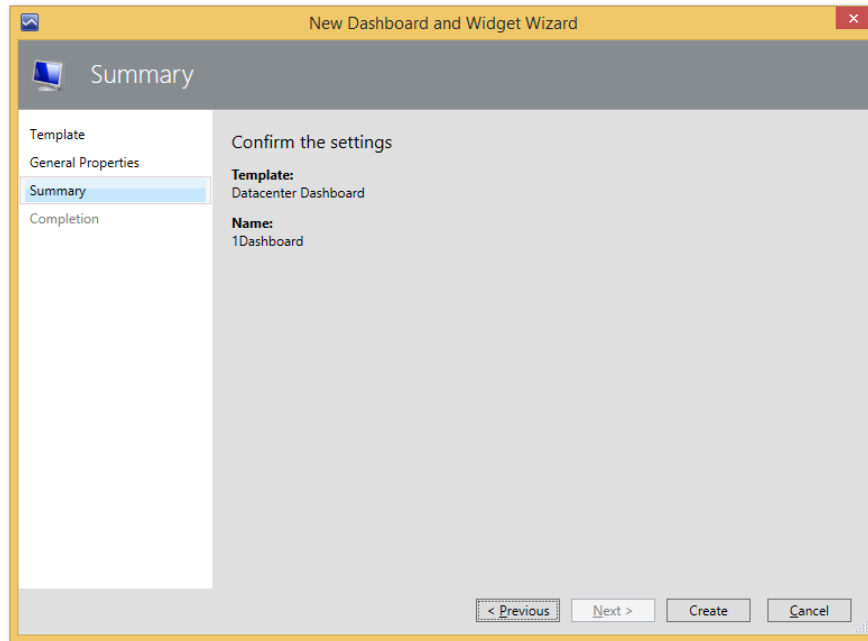 New Dashboard and Widget Wizard
Summary
Template
General Properties
Summary
Completion
Confirm the settings
Template:
Datacenter Dashboard
Name:
1Dashboard
< Previous
Next >
Create
Cancel